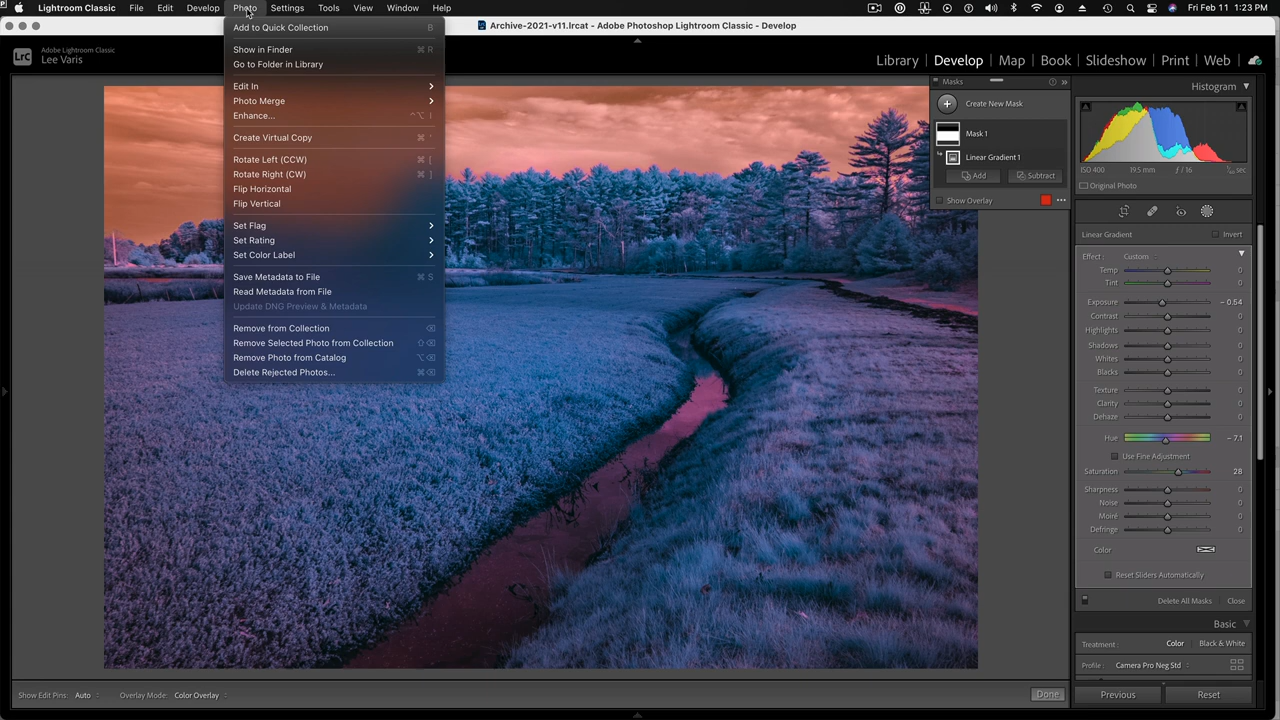 Lightroom Classic File Edit Develop Photo Settings Tools View Window Help Fri Jan 11 1:23 PM
Archive-2021-v11.lrcat - Adobe Photoshop Lightroom Classic - Develop
LrC Adobe Lightroom Classic
Lee Varis
Library Develop Map Book Slideshow Print Web
Add to Quick Collection B
Show in Finder ⌘ R
Go to Folder in Library
Edit In
Photo Merge
Enhance... ⌃⌥ I
Create Virtual Copy ⌘ '
Rotate Left (CCW) ⌘ [
Rotate Right (CW) ⌘ ]
Flip Horizontal
Flip Vertical
Set Flag
Set Rating
Set Color Label
Save Metadata to File ⌘ S
Read Metadata from File
Update DNG Preview & Metadata
Remove from Collection ⌫
Remove Selected Photo from Collection ⇧⌫
Remove Photo from Catalog ⌥⌫
Delete Rejected Photos... ⌘⌫
Masks
Create New Mask
Mask 1
Linear Gradient 1
Add Subtract
Show Overlay
Histogram
ISO 400 19.5 mm ƒ / 16 sec
Original Photo
Linear Gradient Invert
Effect : Custom
Temp 0
Tint 0
Exposure – 0.54
Contrast 0
Highlights 0
Shadows 0
Whites 0
Blacks 0
Texture 0
Clarity 0
Dehaze 0
Hue – 7.1
Use Fine Adjustment
Saturation 28
Sharpness 0
Noise 0
Moiré 0
Defringe 0
Color
Reset Sliders Automatically
Delete All Masks Close
Basic
Treatment : Color Black & White
Profile : Camera Pro Neg Std
Show Edit Pins: Auto Overlay Mode: Color Overlay Done
Previous Reset